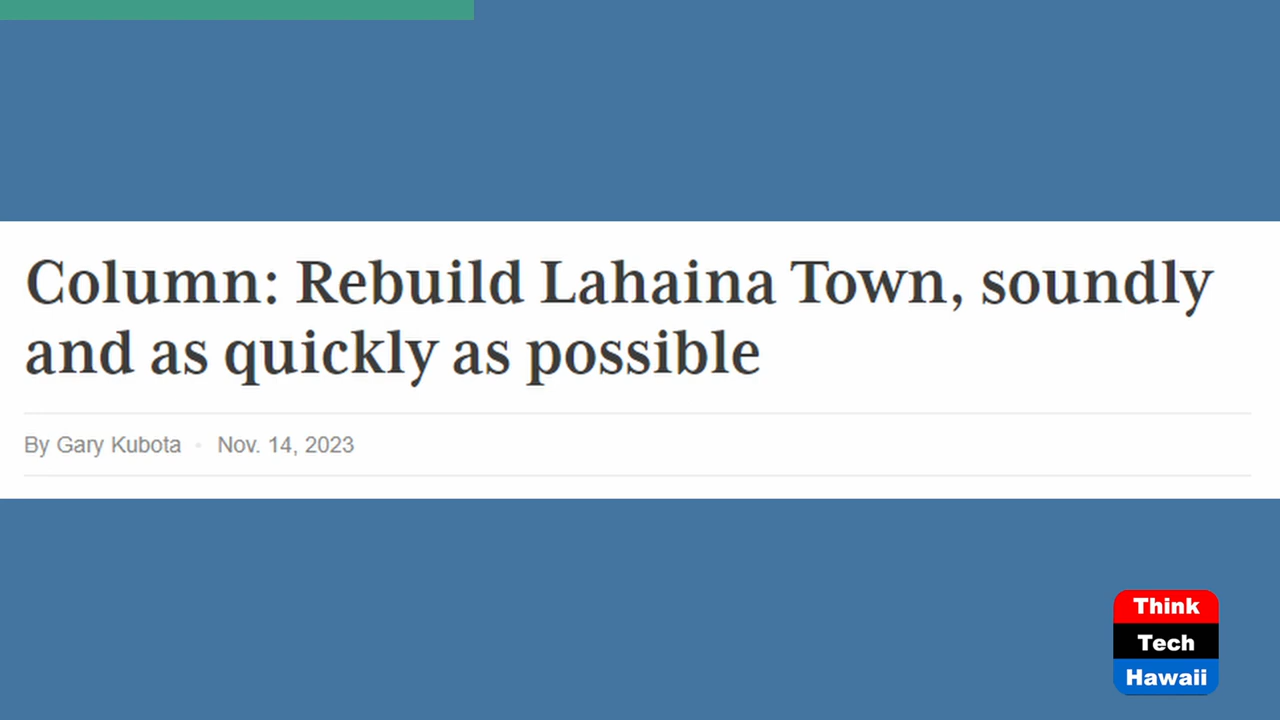 Column: Rebuild Lahaina Town, soundly
and as quickly as possible
By Gary Kubota • Nov. 14, 2023
Think
Tech
Hawaii